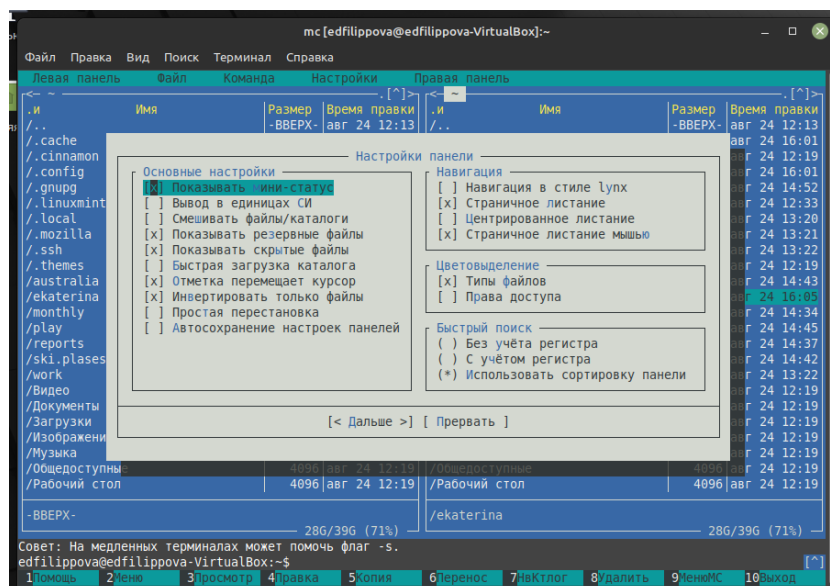 mc [edfilippova@edfilippova-VirtualBox]:~
Файл Правка Вид Поиск Терминал Справка
Левая панель Файл Команда Настройки Правая панель
<- ~ .[^]> <- ~ .[^]>
.и Имя Размер Время правки .и Имя Размер Время правки
/.. -ВВЕРХ- авг 24 12:13 /.. -ВВЕРХ- авг 24 12:13
/.cache авг 24 16:01
/.cinnamon Настройки панели авг 24 12:19
/.config Основные настройки Навигация авг 24 16:01
/.gnupg [x] Показывать мини-статус [ ] Навигация в стиле lynx авг 24 14:52
/.linuxmint [ ] Вывод в единицах СИ [x] Страничное листание авг 24 12:33
/.local [ ] Смешивать файлы/каталоги [ ] Центрированное листание авг 24 13:20
/.mozilla [x] Показывать резервные файлы [x] Страничное листание мышью авг 24 13:21
/.ssh [x] Показывать скрытые файлы авг 24 13:22
/.themes [ ] Быстрая загрузка каталога Цветовыделение авг 24 12:19
/australia [x] Отметка перемещает курсор [x] Типы файлов авг 24 14:43
/ekaterina [x] Инвертировать только файлы [ ] Права доступа авг 24 16:05
/monthly [ ] Простая перестановка авг 24 14:34
/play [ ] Автосохранение настроек панелей Быстрый поиск авг 24 14:45
/reports ( ) Без учёта регистра авг 24 14:37
/ski.plases ( ) С учётом регистра авг 24 14:42
/work (*) Использовать сортировку панели авг 24 13:22
/Видео авг 24 12:19
/Документы авг 24 12:19
/Загрузки [< Дальше >] [ Прервать ] авг 24 12:19
/Изображени авг 24 12:19
/Музыка авг 24 12:19
/Общедоступные 4096 авг 24 12:19 /Общедоступные 4096 авг 24 12:19
/Рабочий стол 4096 авг 24 12:19 /Рабочий стол 4096 авг 24 12:19
-ВВЕРХ- /ekaterina
28G/39G (71%) 28G/39G (71%)
Совет: На медленных терминалах может помочь флаг -s.
edfilippova@edfilippova-VirtualBox:~$ [^]
1Помощь 2Меню 3Просмотр 4Правка 5Копия 6Перенос 7НвКтлог 8Удалить 9МенюMC 10Выход